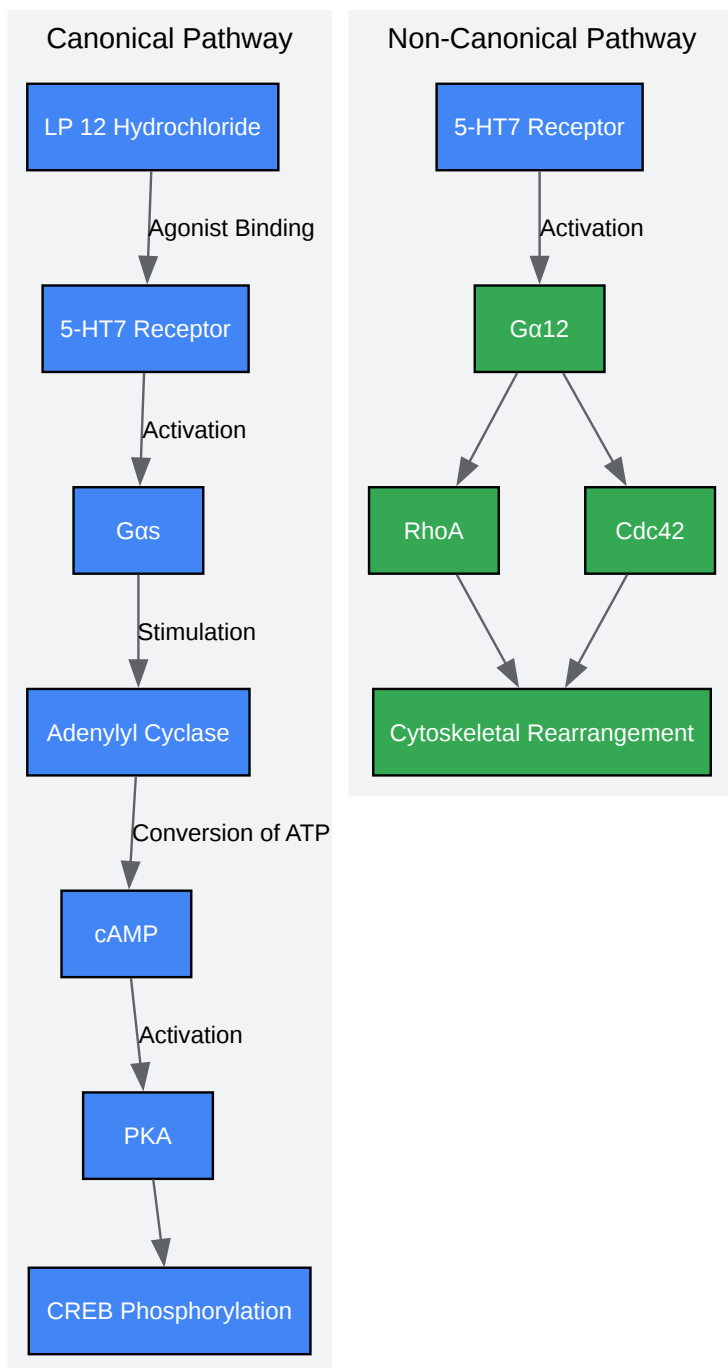 Canonical Pathway
LP 12 Hydrochloride
Agonist Binding
5-HT7 Receptor
Activation
Gαs
Stimulation
Adenylyl Cyclase
Conversion of ATP
cAMP
Activation
PKA
CREB Phosphorylation
Non-Canonical Pathway
5-HT7 Receptor
Activation
Gα12
RhoA
Cdc42
Cytoskeletal Rearrangement